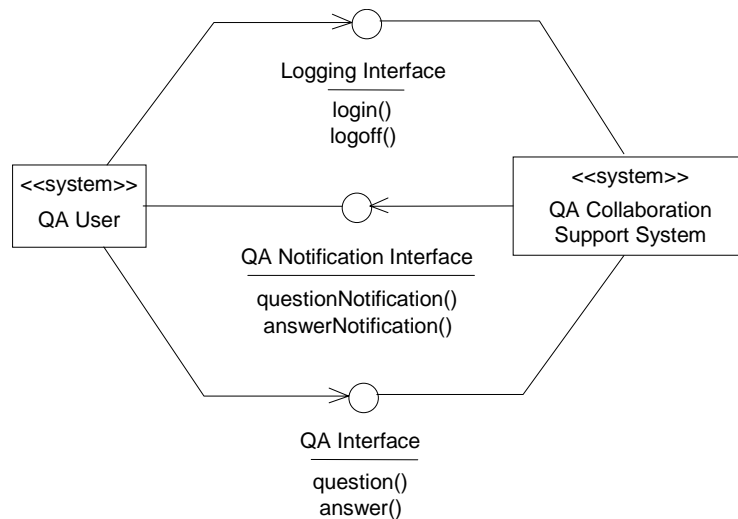 Logging Interface
login()
logoff()
<<system>>
QA User
<<system>>
QA Collaboration
Support System
QA Notification Interface
questionNotification()
answerNotification()
QA Interface
question()
answer()